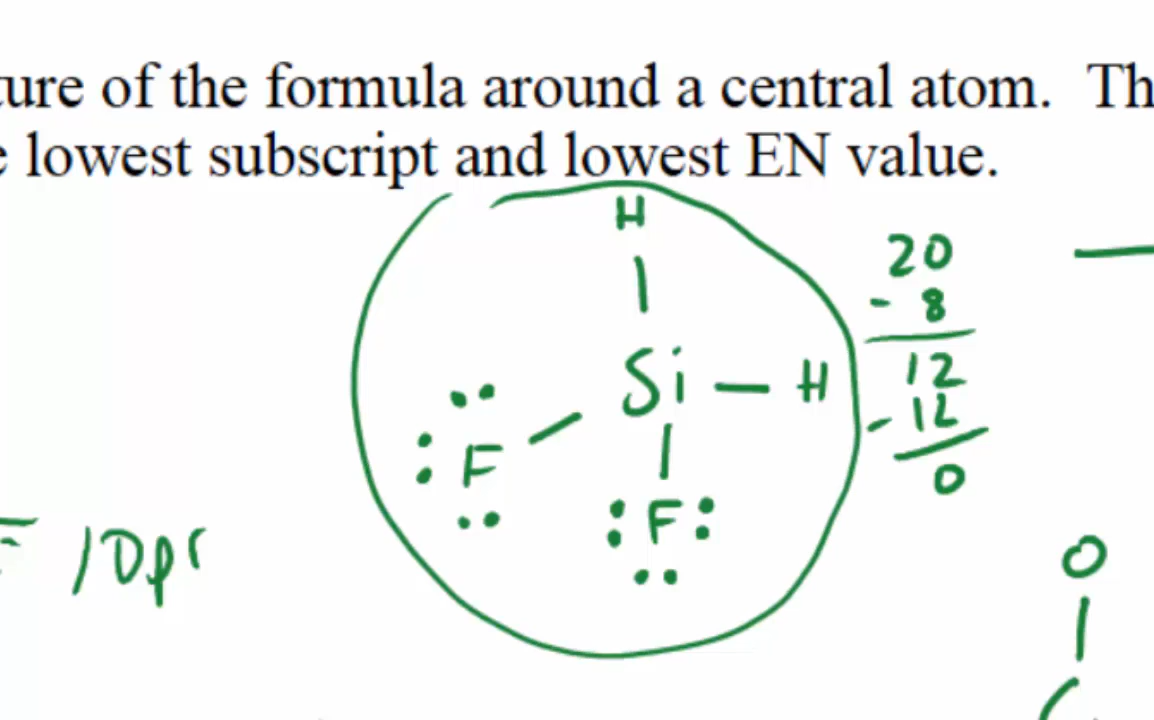 ture of the formula around a central atom. Th
e lowest subscript and lowest EN value.
H
Si — H
F
F
20
- 8
12
- 12
0
= 10pr
O